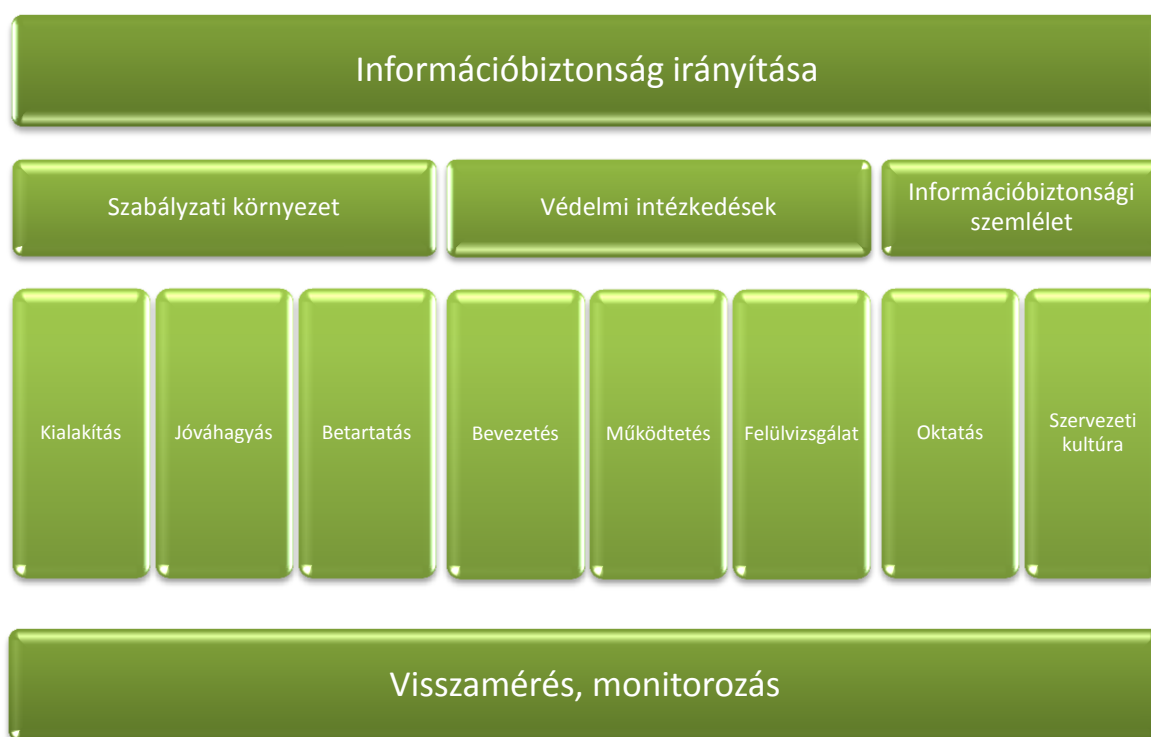 Információbiztonság irányítása
Szabályzati környezet
Védelmi intézkedések
Információbiztonsági
szemlélet
Kialakítás
Jóváhagyás
Betartatás
Bevezetés
Működtetés
Felülvizsgálat
Oktatás
Szervezeti
kultúra
Visszamérés, monitorozás